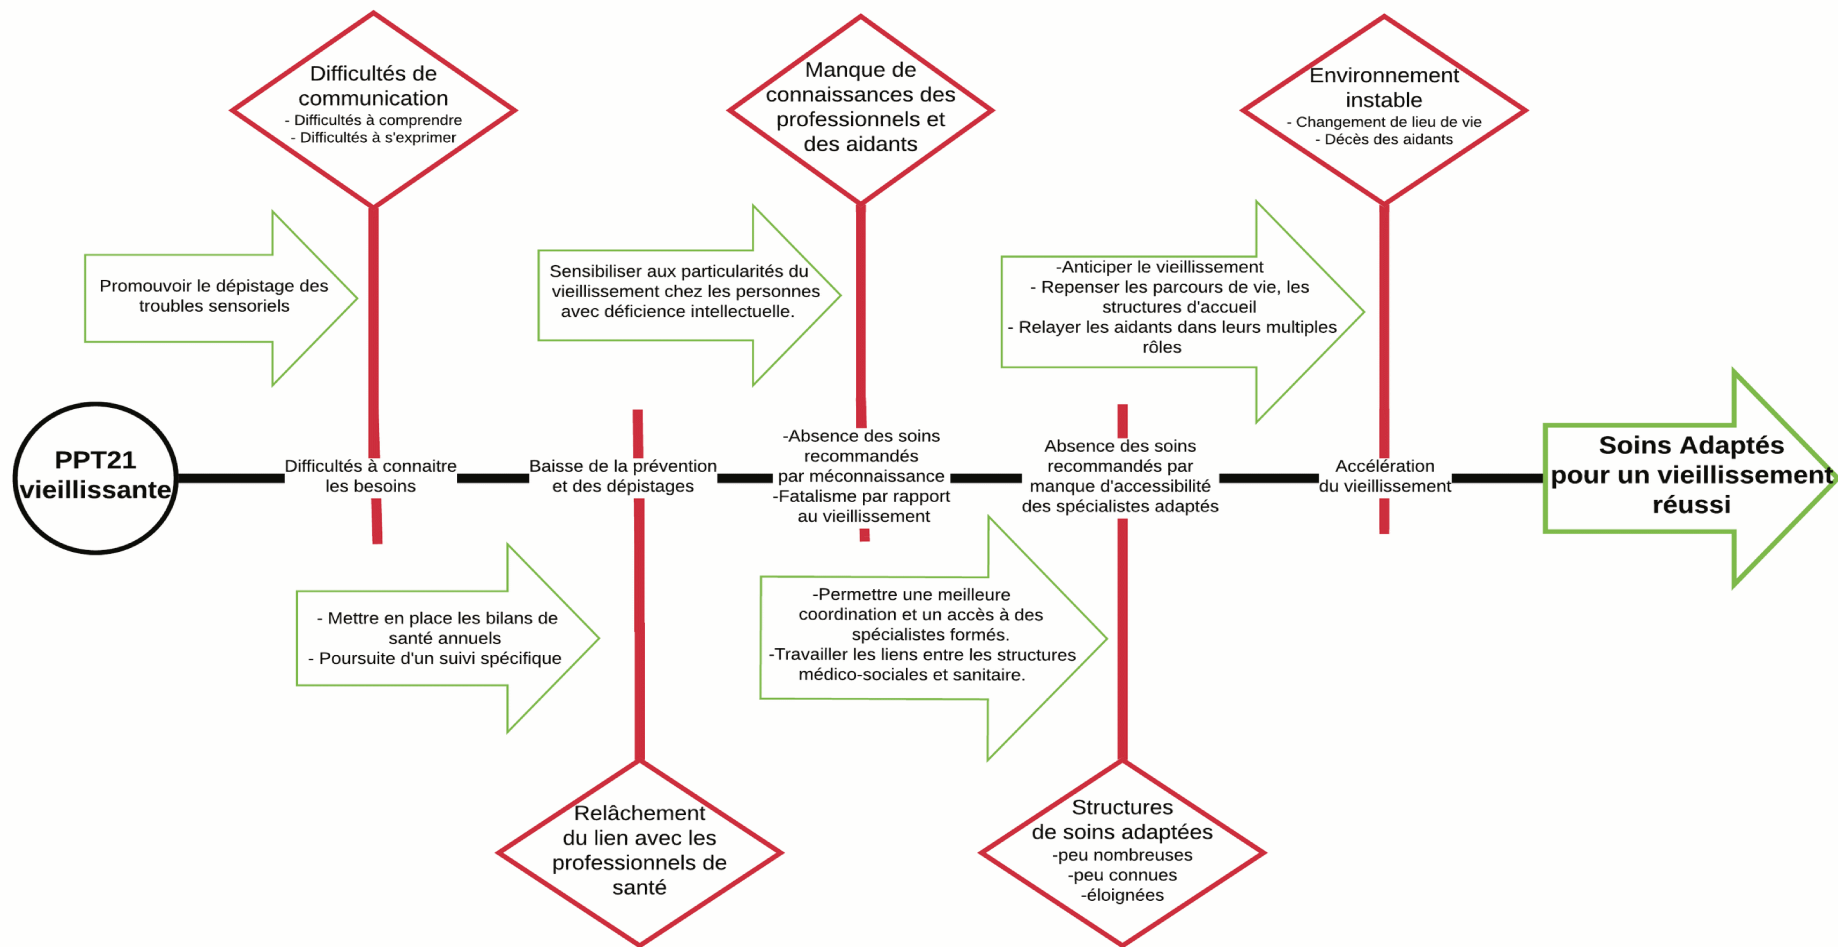 Difficultés de
communication
- Difficultés à comprendre
- Difficultés à s'exprimer
Manque de
connaissances des
professionnels et
des aidants
Environnement
instable
- Changement de lieu de vie
- Décès des aidants
Promouvoir le dépistage des
troubles sensoriels
Sensibiliser aux particularités du
vieillissement chez les personnes
avec déficience intellectuelle.
-Anticiper le vieillissement
- Repenser les parcours de vie, les
structures d'accueil
- Relayer les aidants dans leurs multiples
rôles
PPT21
vieillissante
Difficultés à connaitre
les besoins
Baisse de la prévention
et des dépistages
-Absence des soins
recommandés
par méconnaissance
-Fatalisme par rapport
au vieillissement
Absence des soins
recommandés par
manque d'accessibilité
des spécialistes adaptés
Accélération
du vieillissement
Soins Adaptés
pour un vieillissement
réussi
- Mettre en place les bilans de
santé annuels
- Poursuite d'un suivi spécifique
-Permettre une meilleure
coordination et un accès à des
spécialistes formés.
-Travailler les liens entre les structures
médico-sociales et sanitaire.
Relâchement
du lien avec les
professionnels de
santé
Structures
de soins adaptées
-peu nombreuses
-peu connues
-éloignées